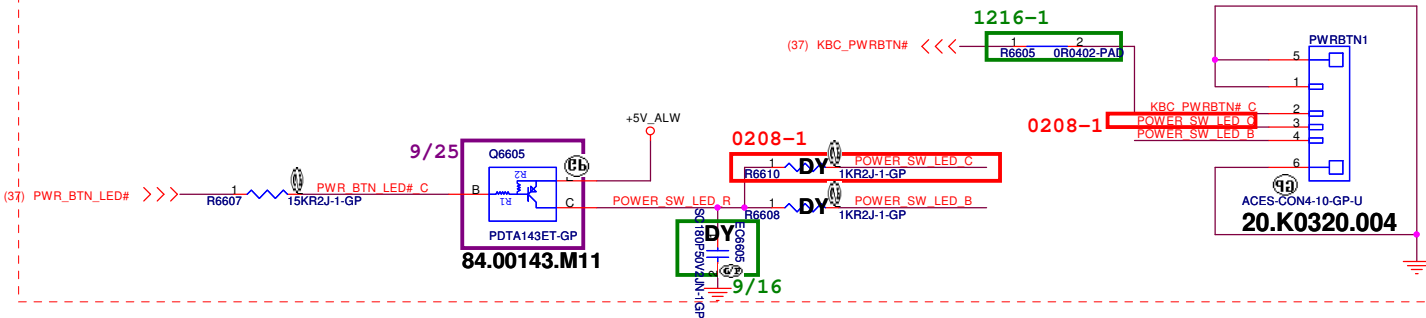 1216-1
(37) KBC_PWRBTN#
1
2
R6605
0R0402-PAD
PWRBTN1
5
1
KBC_PWRBTN#_C
2
0208-1
POWER_SW_LED_C
3
POWER_SW_LED_B
4
6
ACES-CON4-10-GP-U
20.K0320.004
+5V_ALW
9/25
Q6605
R2
R1
B
C
PDTA143ET-GP
84.00143.M11
(37) PWR_BTN_LED#
1
R6607
15KR2J-1-GP
PWR_BTN_LED#_C
POWER_SW_LED_R
0208-1
1
R6610
DY
1KR2J-1-GP
POWER_SW_LED_C
1
R6608
DY
1KR2J-1-GP
POWER_SW_LED_B
DY
EC6605
SC180P50V2JN-1GP
9/16